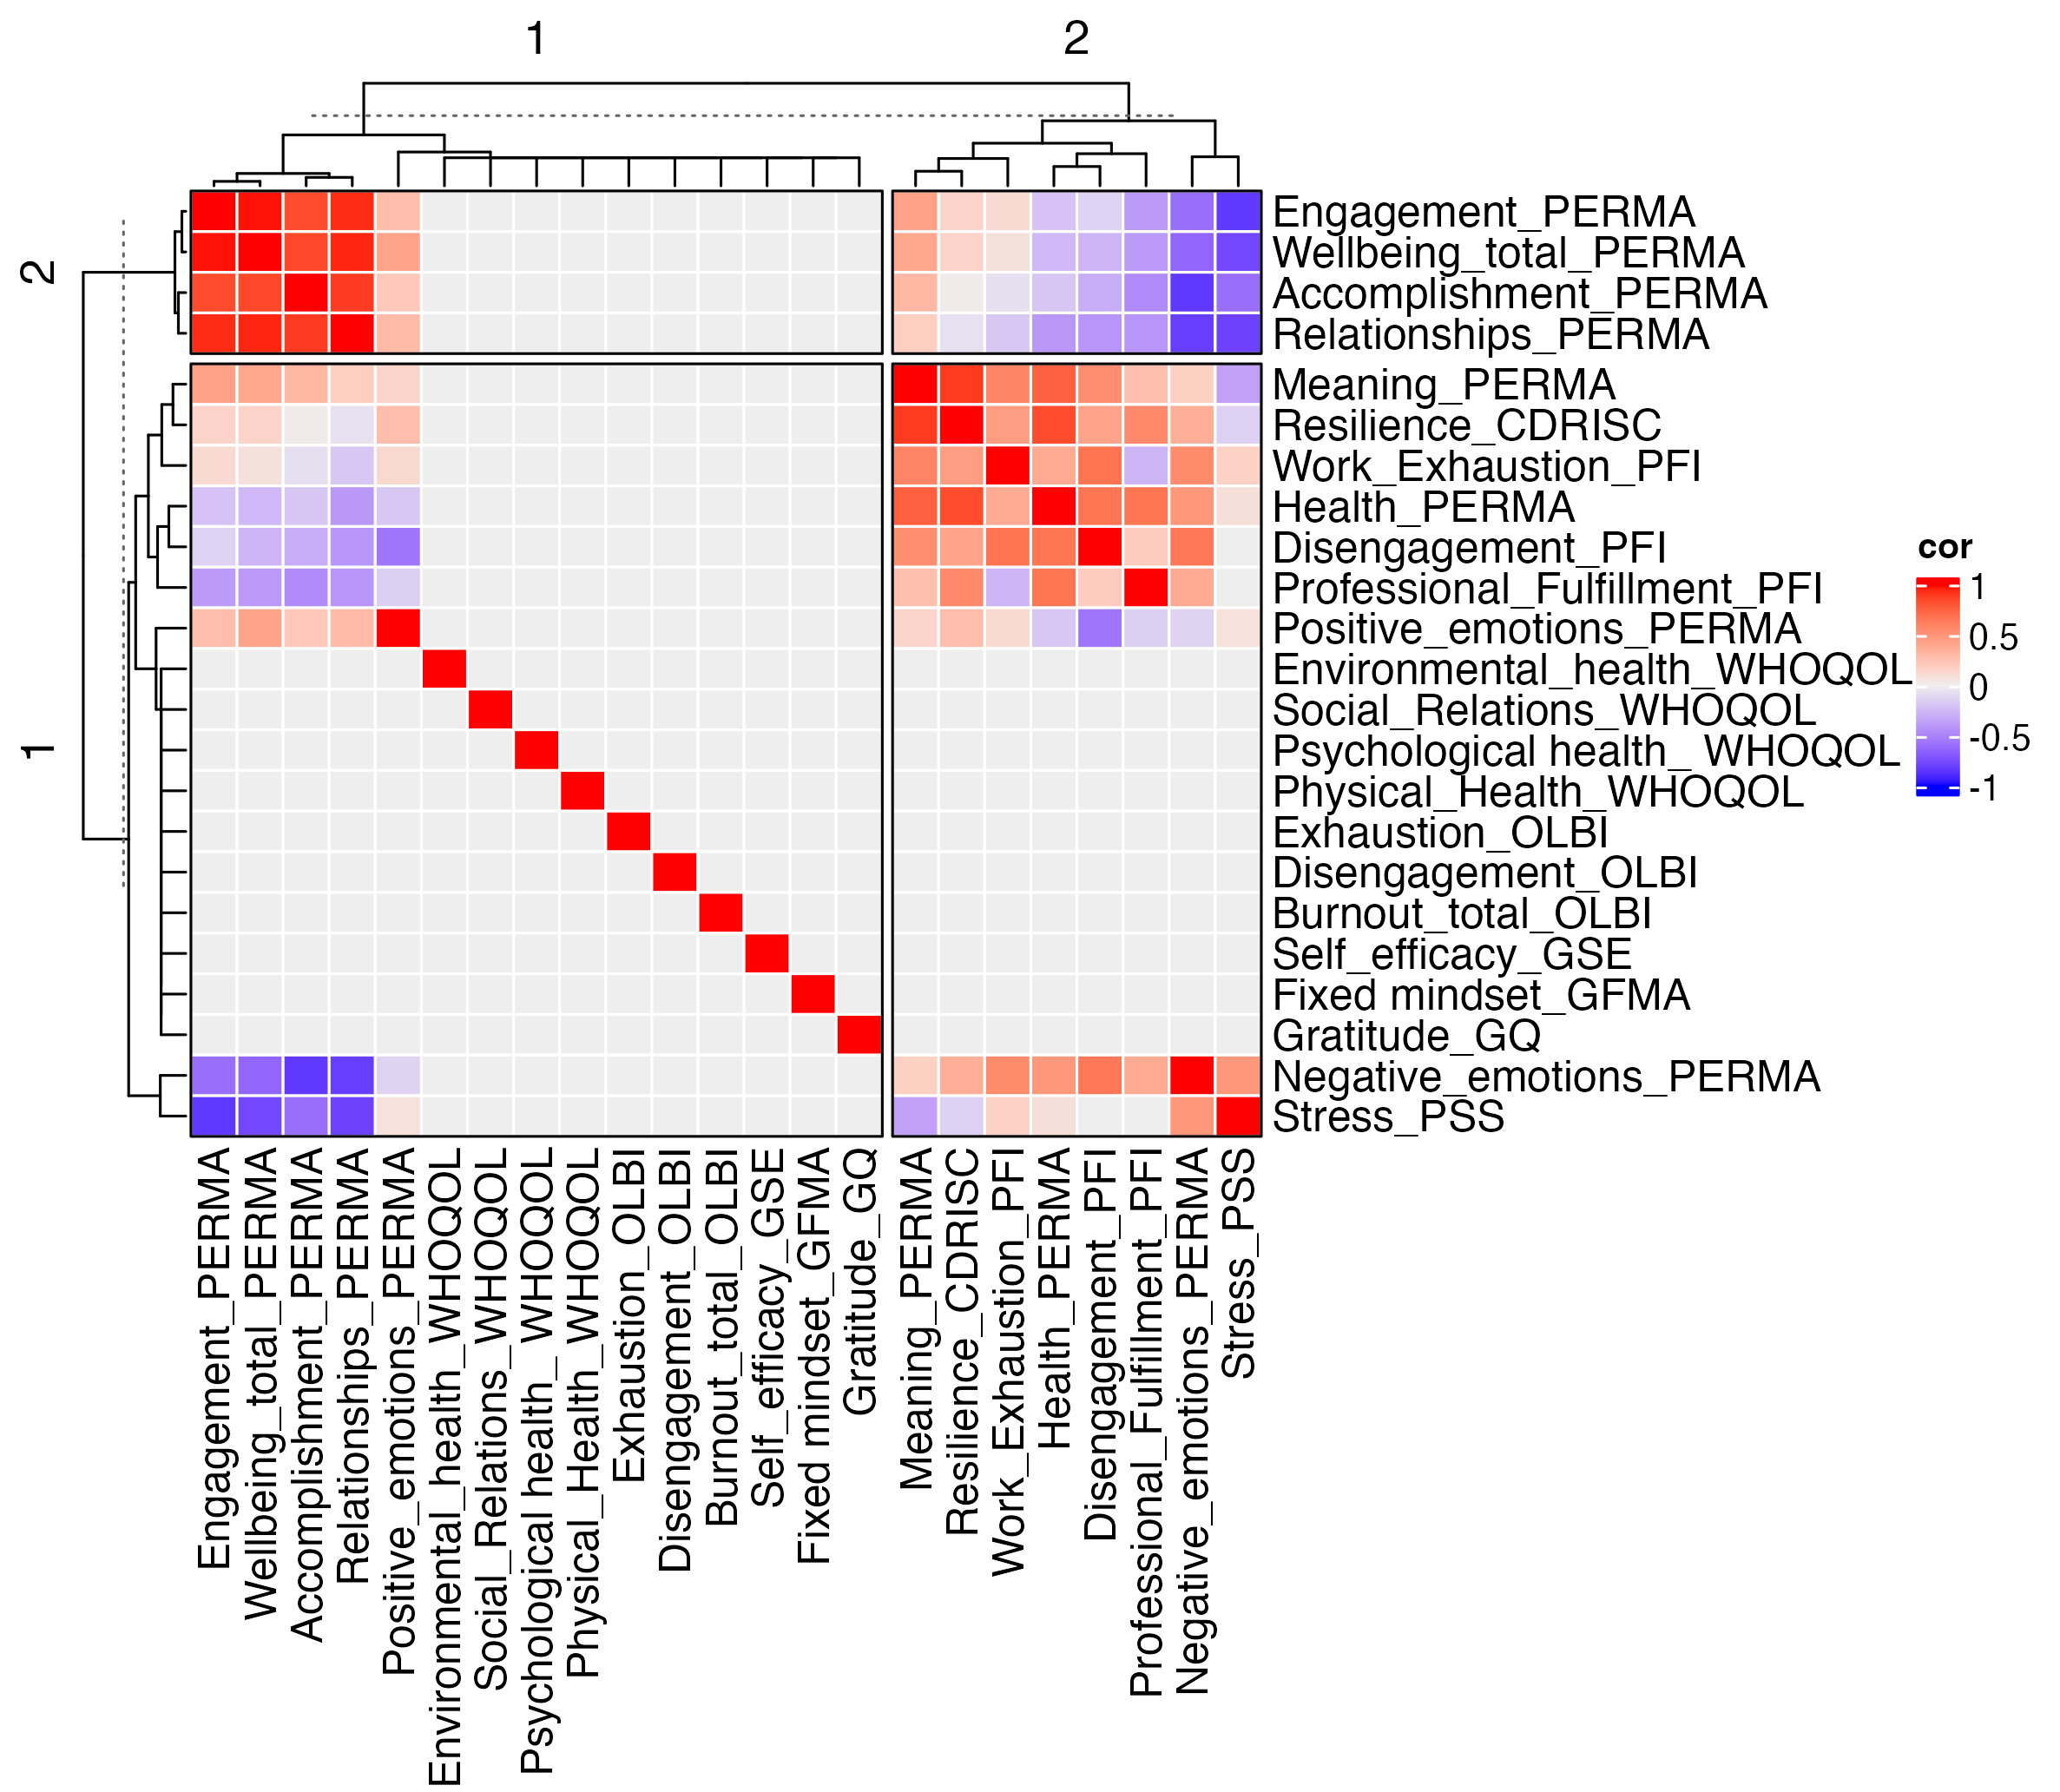 1
2
2
1
Engagement_PERMA
Wellbeing_total_PERMA
Accomplishment_PERMA
Relationships_PERMA
Meaning_PERMA
Resilience_CDRISC
Work_Exhaustion_PFI
Health_PERMA
Disengagement_PFI
Professional_Fulfillment_PFI
Positive_emotions_PERMA
Environmental_health_WHOQOL
Social_Relations_WHOQOL
Psychological health_ WHOQOL
Physical_Health_WHOQOL
Exhaustion_OLBI
Disengagement_OLBI
Burnout_total_OLBI
Self_efficacy_GSE
Fixed mindset_GFMA
Gratitude_GQ
Negative_emotions_PERMA
Stress_PSS
cor
1
0.5
0
-0.5
-1
Engagement_PERMA
Wellbeing_total_PERMA
Accomplishment_PERMA
Relationships_PERMA
Positive_emotions_PERMA
Environmental_health_WHOQOL
Social_Relations_WHOQOL
Psychological health_ WHOQOL
Physical_Health_WHOQOL
Exhaustion_OLBI
Disengagement_OLBI
Burnout_total_OLBI
Self_efficacy_GSE
Fixed mindset_GFMA
Gratitude_GQ
Meaning_PERMA
Resilience_CDRISC
Work_Exhaustion_PFI
Health_PERMA
Disengagement_PFI
Professional_Fulfillment_PFI
Negative_emotions_PERMA
Stress_PSS